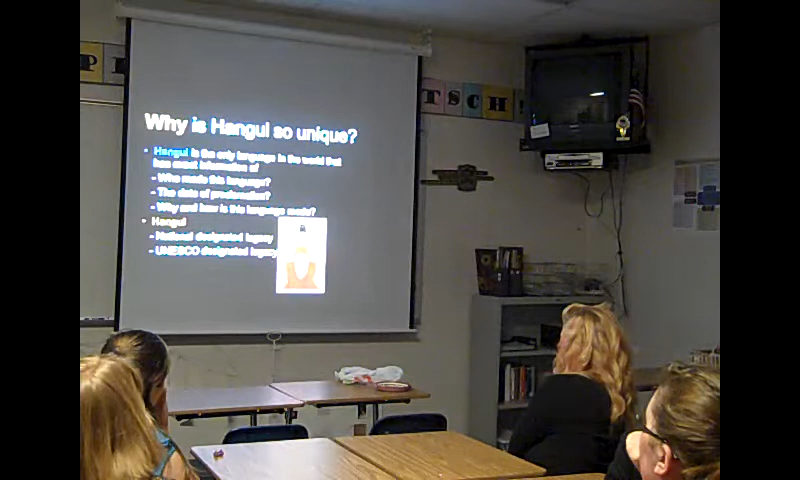 P
T S C H
Why is Hangul so unique?
• Hangul is the only language in the world that
has exact information of
- Who made this language?
- The date of proclamation?
- Why and how is this language made?
• Hangul
- National designated legacy
- UNESCO designated legacy